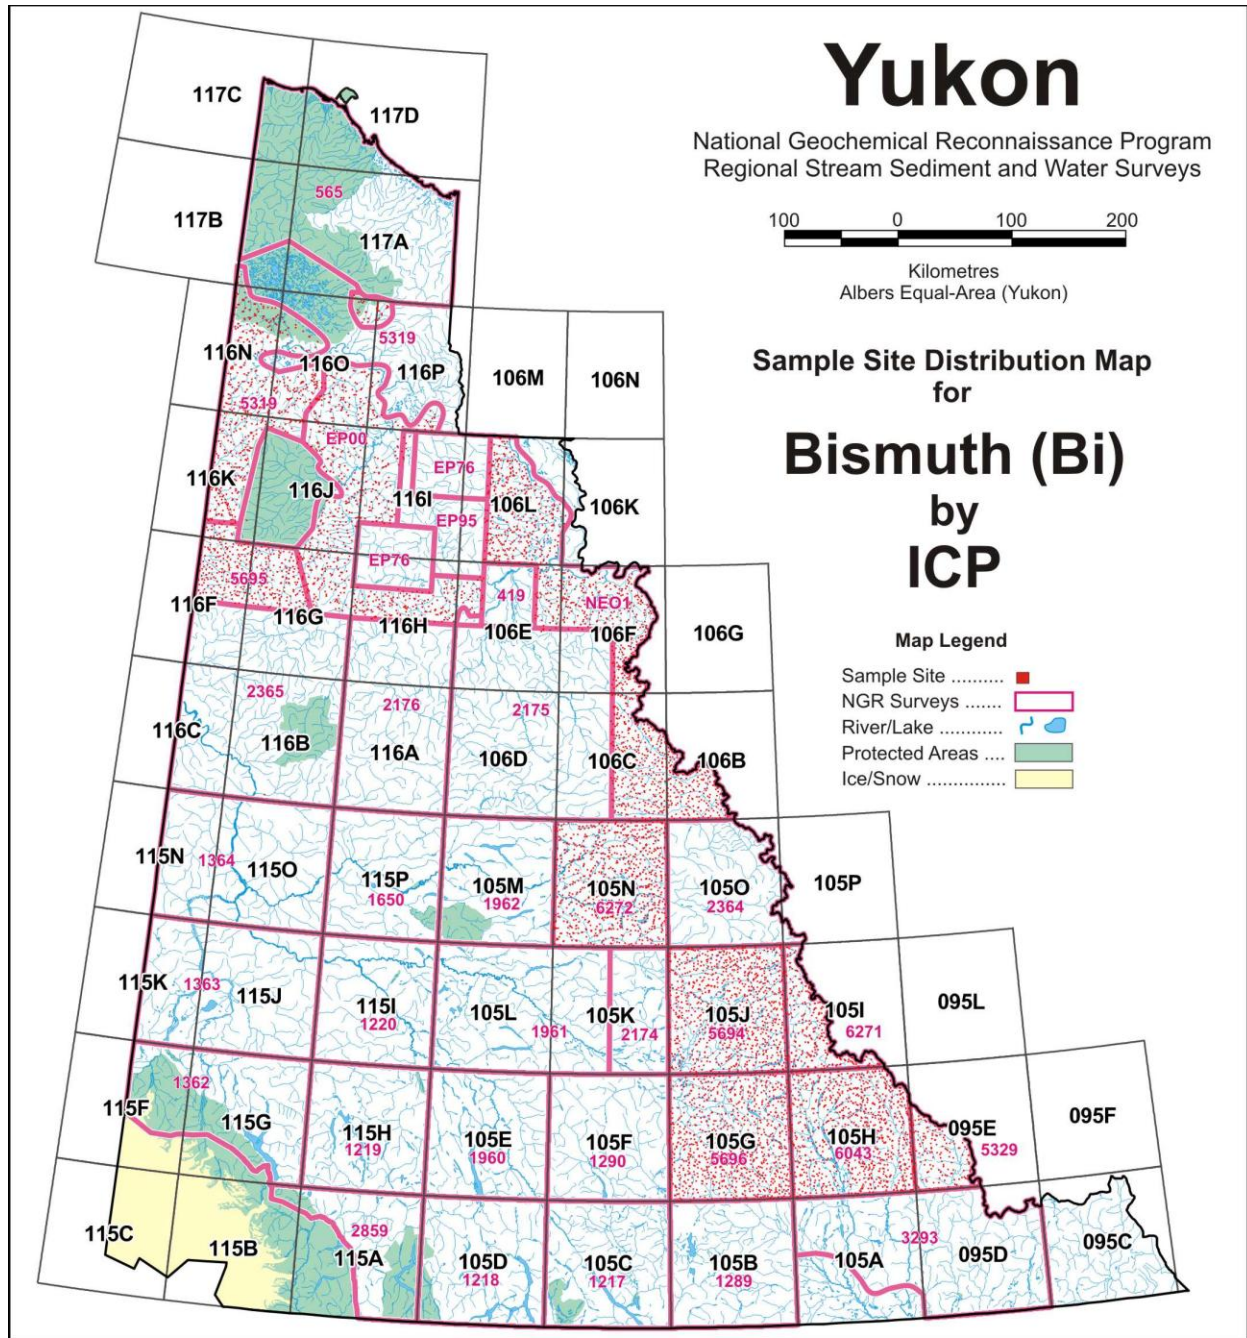 Yukon
National Geochemical Reconnaissance Program
Regional Stream Sediment and Water Surveys
100 0 100 200
Kilometres
Albers Equal-Area (Yukon)
Sample Site Distribution Map
for
Bismuth (Bi)
by
ICP
Map Legend
Sample Site ..........
NGR Surveys .......
River/Lake ............
Protected Areas ....
Ice/Snow ...............
117C
117D
565
117B
117A
5319
116N
116O
116P
106M
106N
5319
EP00
EP76
116K
116J
116I
106L
106K
EP95
EP76
5695
419
NEO1
116F
116G
116H
106E
106F
106G
2365
2176
2175
116C
116B
116A
106D
106C
106B
115N
1364
115O
115P
1650
105M
1962
105N
6272
105O
2364
105P
115K
1363
115J
115I
1220
105L
1961
105K
2174
105J
5694
105I
6271
095L
1362
115F
115G
115H
1219
105E
1960
105F
1290
105G
5696
105H
6043
095E
5329
095F
115C
115B
2859
115A
105D
1218
105C
1217
105B
1289
105A
3293
095D
095C